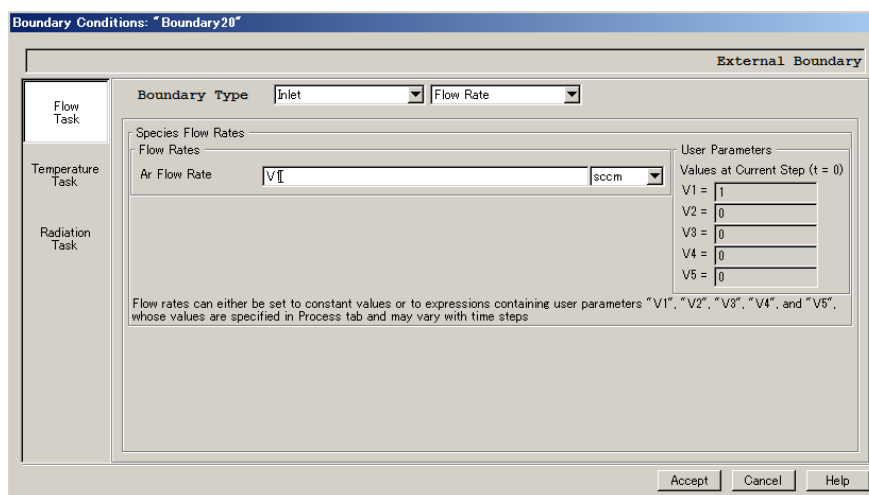 Boundary Conditions: "Boundary20"
External Boundary
Flow
Task
Temperature
Task
Radiation
Task
Boundary Type Inlet Flow Rate
Species Flow Rates
Flow Rates
Ar Flow Rate V1 sccm
User Parameters
Values at Current Step (t = 0)
V1 = 1
V2 = 0
V3 = 0
V4 = 0
V5 = 0
Flow rates can either be set to constant values or to expressions containing user parameters "V1", "V2", "V3", "V4", and "V5",
whose values are specified in Process tab and may vary with time steps
Accept Cancel Help